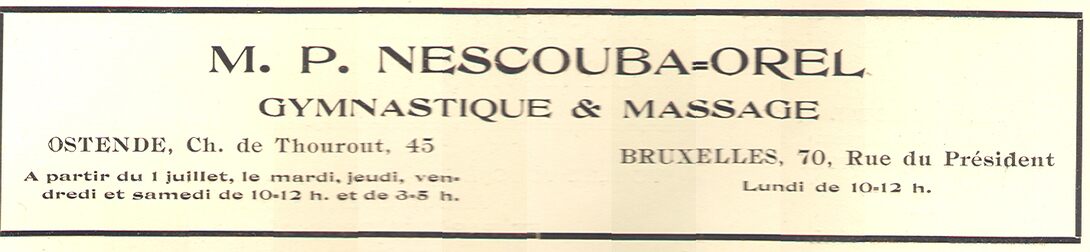 M. P. NESCOUBA=OREL
GYMNASTIQUE & MASSAGE
OSTENDE, Ch. de Thourout, 45
A partir du 1 juillet, le mardi, jeudi, ven-
dredi et samedi de 10-12 h. et de 3-5 h.
BRUXELLES, 70, Rue du Président
Lundi de 10-12 h.